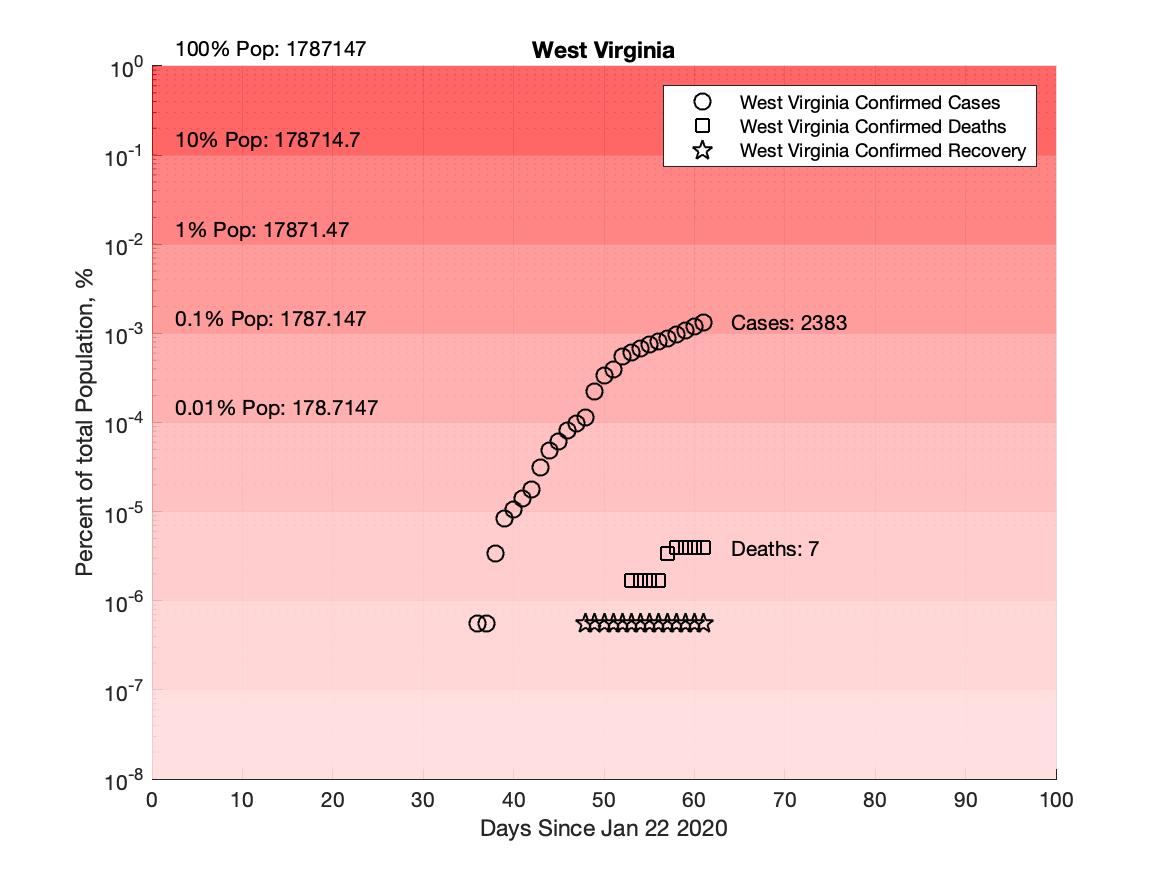 West Virginia
100% Pop: 1787147
10% Pop: 178714.7
1% Pop: 17871.47
0.1% Pop: 1787.147
0.01% Pop: 178.7147
West Virginia Confirmed Cases
West Virginia Confirmed Deaths
West Virginia Confirmed Recovery
Cases: 2383
Deaths: 7
Percent of total Population, %
10⁰
10⁻¹
10⁻²
10⁻³
10⁻⁴
10⁻⁵
10⁻⁶
10⁻⁷
10⁻⁸
0 10 20 30 40 50 60 70 80 90 100
Days Since Jan 22 2020